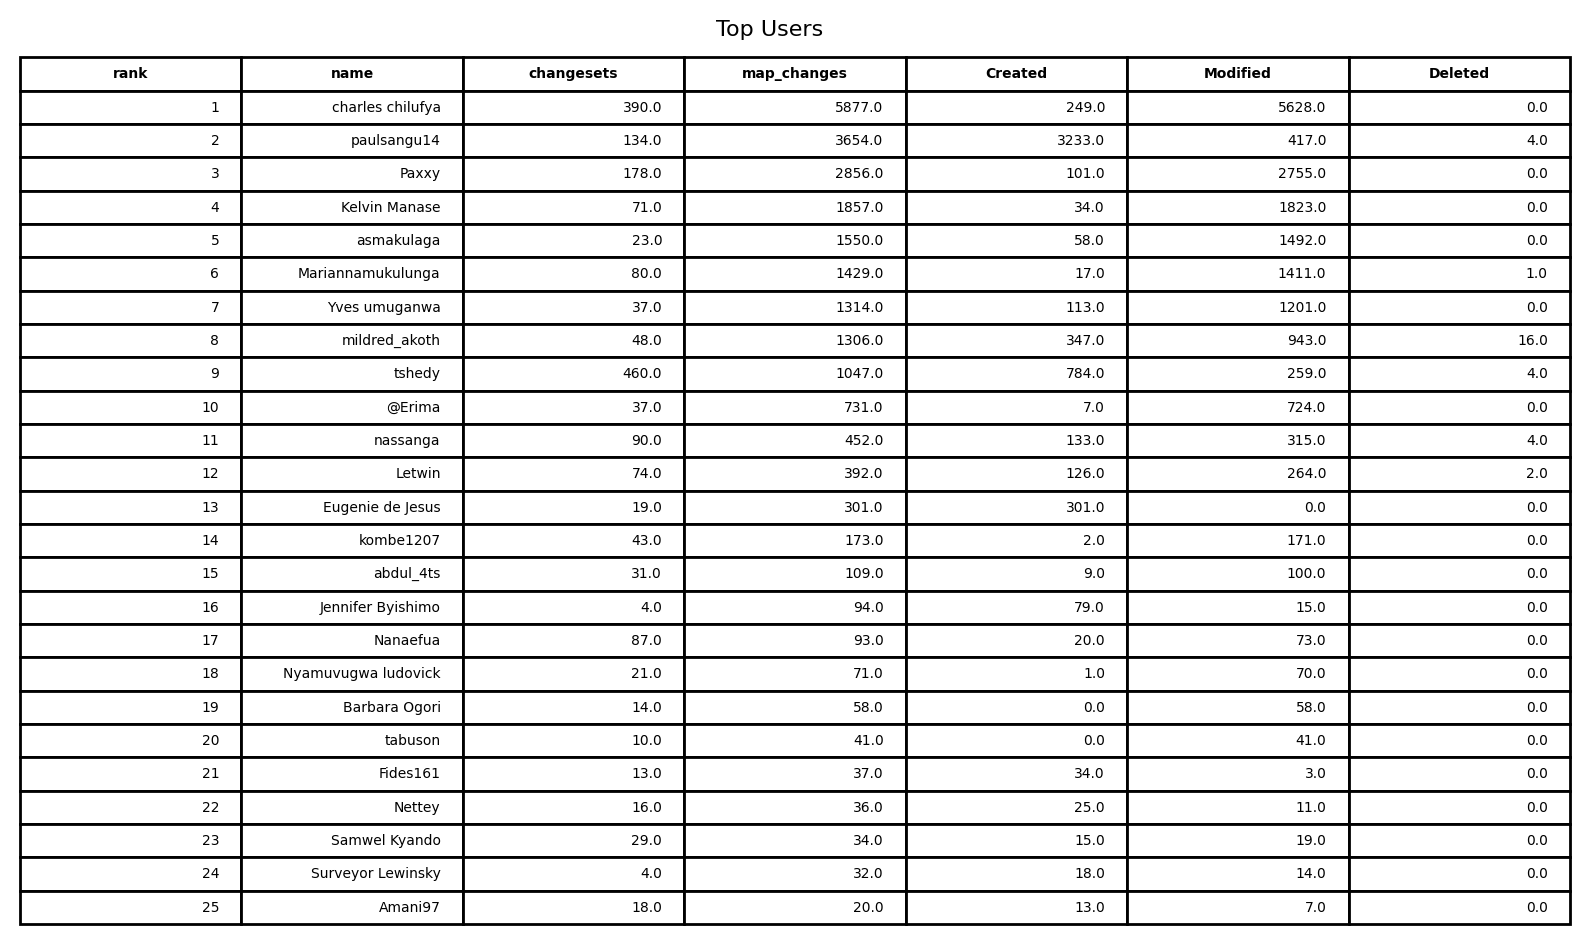 Top Users
rank name changesets map_changes Created Modified Deleted
1 charles chilufya 390.0 5877.0 249.0 5628.0 0.0
2 paulsangu14 134.0 3654.0 3233.0 417.0 4.0
3 Paxxy 178.0 2856.0 101.0 2755.0 0.0
4 Kelvin Manase 71.0 1857.0 34.0 1823.0 0.0
5 asmakulaga 23.0 1550.0 58.0 1492.0 0.0
6 Mariannamukulunga 80.0 1429.0 17.0 1411.0 1.0
7 Yves umuganwa 37.0 1314.0 113.0 1201.0 0.0
8 mildred_akoth 48.0 1306.0 347.0 943.0 16.0
9 tshedy 460.0 1047.0 784.0 259.0 4.0
10 @Erima 37.0 731.0 7.0 724.0 0.0
11 nassanga 90.0 452.0 133.0 315.0 4.0
12 Letwin 74.0 392.0 126.0 264.0 2.0
13 Eugenie de Jesus 19.0 301.0 301.0 0.0 0.0
14 kombe1207 43.0 173.0 2.0 171.0 0.0
15 abdul_4ts 31.0 109.0 9.0 100.0 0.0
16 Jennifer Byishimo 4.0 94.0 79.0 15.0 0.0
17 Nanaefua 87.0 93.0 20.0 73.0 0.0
18 Nyamuvugwa ludovick 21.0 71.0 1.0 70.0 0.0
19 Barbara Ogori 14.0 58.0 0.0 58.0 0.0
20 tabuson 10.0 41.0 0.0 41.0 0.0
21 Fides161 13.0 37.0 34.0 3.0 0.0
22 Nettey 16.0 36.0 25.0 11.0 0.0
23 Samwel Kyando 29.0 34.0 15.0 19.0 0.0
24 Surveyor Lewinsky 4.0 32.0 18.0 14.0 0.0
25 Amani97 18.0 20.0 13.0 7.0 0.0